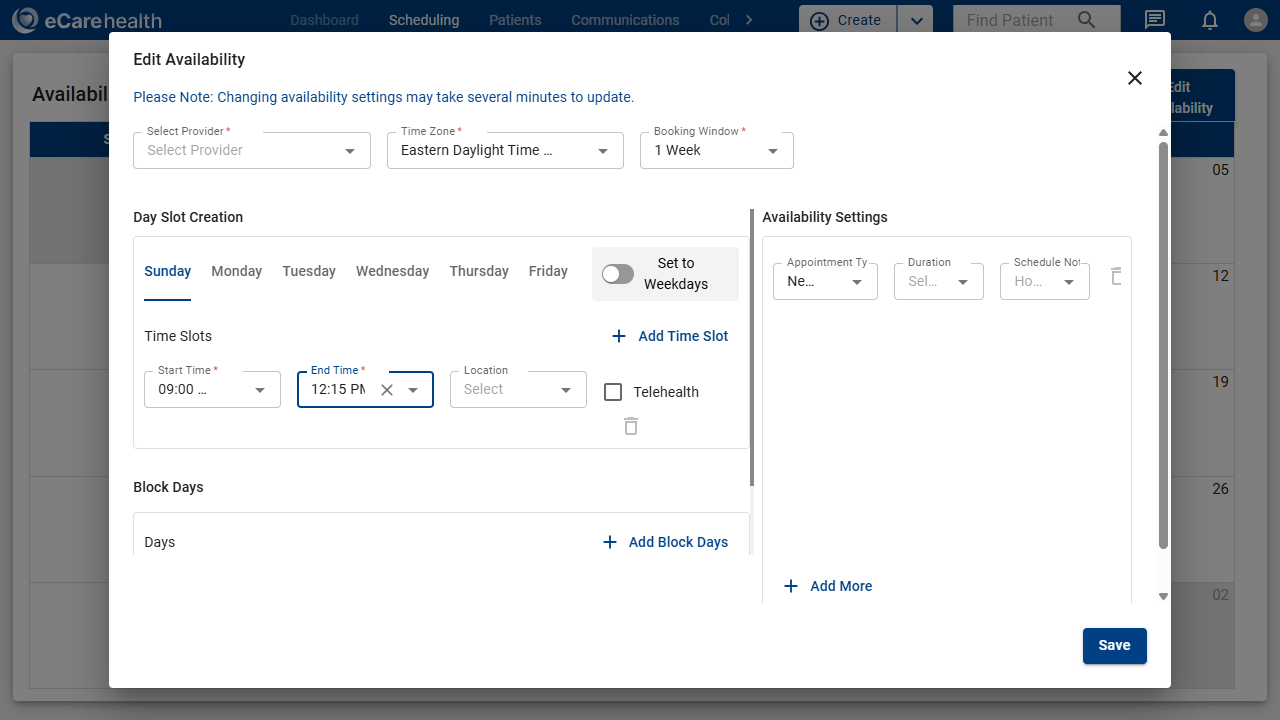 eCarehealth
Dashboard
Scheduling
Patients
Communications
Col
Create
Find Patient
Edit Availability
Please Note: Changing availability settings may take several minutes to update.
Select Provider *
Select Provider
Time Zone *
Eastern Daylight Time ...
Booking Window *
1 Week
Day Slot Creation
Sunday
Monday
Tuesday
Wednesday
Thursday
Friday
Set to
Weekdays
Time Slots
Add Time Slot
Start Time *
09:00 ...
End Time *
12:15 PM
Location
Select
Telehealth
Block Days
Days
Add Block Days
Availability Settings
Appointment Ty
Ne...
Duration
Sel...
Schedule Not
Ho...
Add More
Save
Availabil
S
Edit
lability
05
12
19
26
02